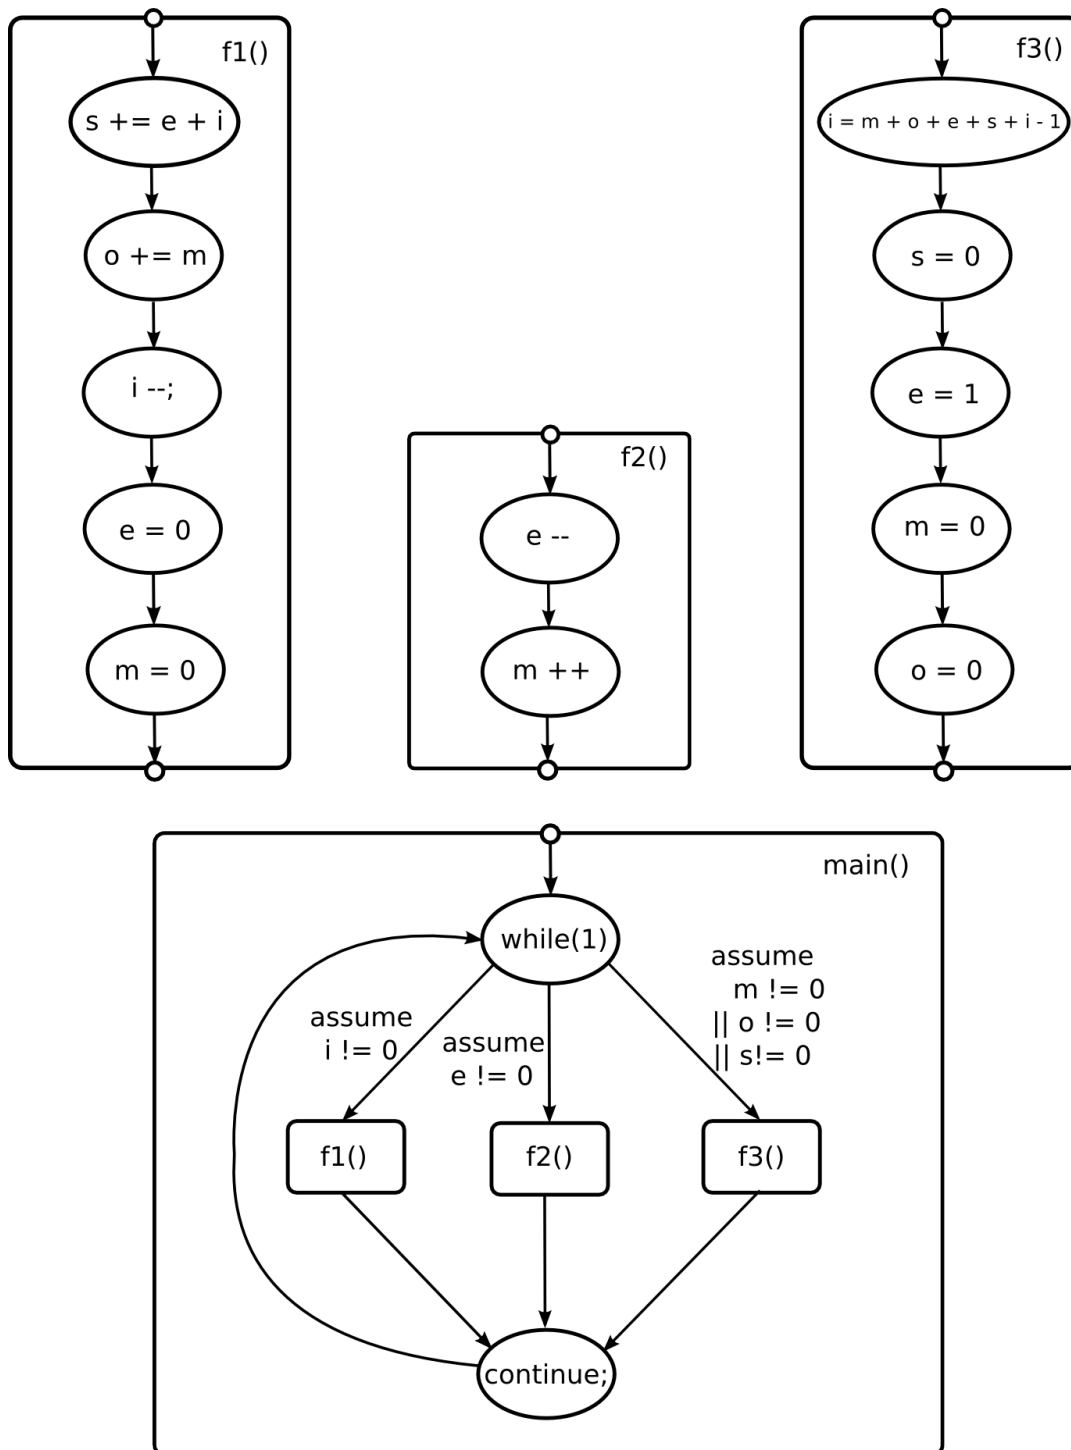 f1()
s += e + i
o += m
i --;
e = 0
m = 0
f2()
e --
m ++
f3()
i = m + o + e + s + i - 1
s = 0
e = 1
m = 0
o = 0
main()
while(1)
assume
i != 0
assume
e != 0
assume
m != 0
|| o != 0
|| s!= 0
f1()
f2()
f3()
continue;